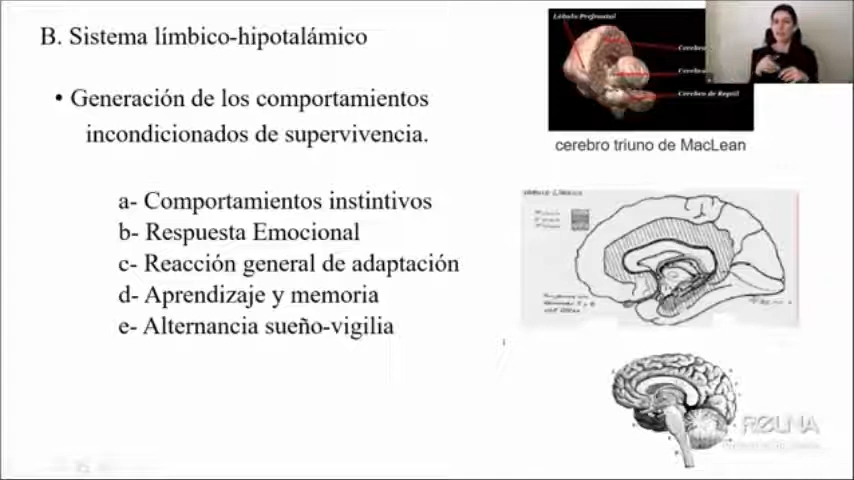 B. Sistema límbico-hipotalámico
• Generación de los comportamientos
incondicionados de supervivencia.
a- Comportamientos instintivos
b- Respuesta Emocional
c- Reacción general de adaptación
d- Aprendizaje y memoria
e- Alternancia sueño-vigilia
Lóbulo Prefrontal
Cerebro de Reptil
cerebro triuno de MacLean